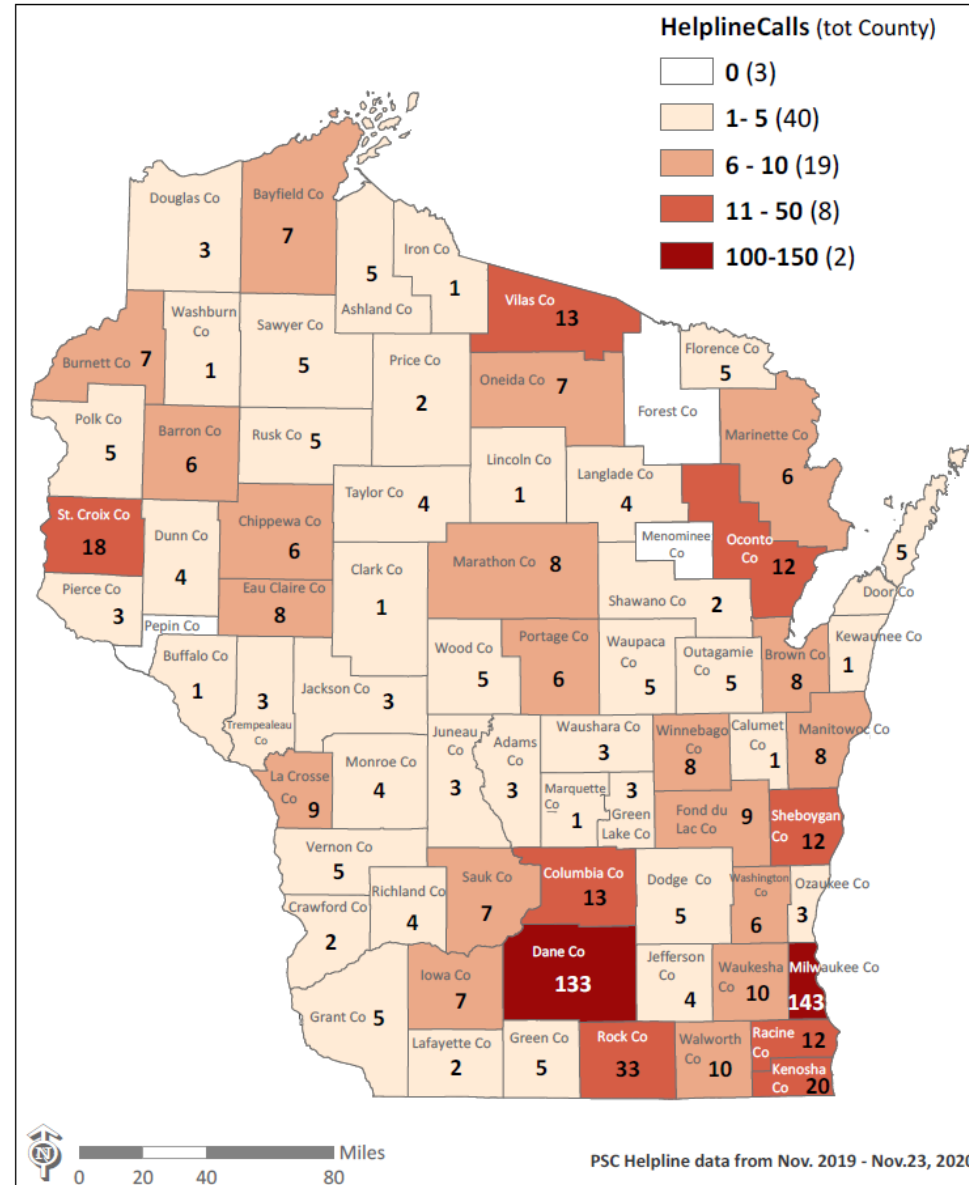 HelplineCalls (tot County)
0 (3)
1- 5 (40)
6 - 10 (19)
11 - 50 (8)
100-150 (2)
Douglas Co
3
Bayfield Co
7
5
Ashland Co
Iron Co
1
Vilas Co
13
Florence Co
5
Burnett Co 7
Washburn
Co
1
Sawyer Co
5
Price Co
2
Oneida Co 7
Forest Co
Marinette Co
6
Polk Co
5
Barron Co
6
Rusk Co 5
Lincoln Co
1
Langlade Co
4
Taylor Co 4
St. Croix Co
18
Dunn Co
4
Chippewa Co
6
Menominee
Co
Oconto
Co
12
5
Door Co
Pierce Co
3
Eau Claire Co
8
Clark Co
1
Marathon Co 8
Shawano Co 2
Pepin Co
Buffalo Co
1
3
Trempealeau
Co
Jackson Co 3
Wood Co
5
Portage Co
6
Waupaca
Co
5
Outagamie
Co
5
Brown Co
8
Kewaunee Co
1
La Crosse
Co 9
Monroe Co
4
Juneau
Co
3
Adams
Co
3
Waushara Co
3
Winnebago
Co
8
Calumet
Co 1
Manitowoc Co
8
Marquette
Co
1
3
Green
Lake Co
Fond du
Lac Co
9
Sheboygan
Co 12
Vernon Co
5
Richland Co
4
Crawford Co
2
Sauk Co
7
Columbia Co
13
Dodge Co
5
Washington
Co
6
Ozaukee Co
3
Grant Co 5
Iowa Co
7
Dane Co
133
Jefferson
Co
4
Waukesha
Co 10
Milwaukee Co
143
Lafayette Co
2
Green Co
5
Rock Co
33
Walworth
Co 10
Racine
Co 12
Kenosha
Co 20
N
Miles
0 20 40 80
PSC Helpline data from Nov. 2019 - Nov.23, 2020